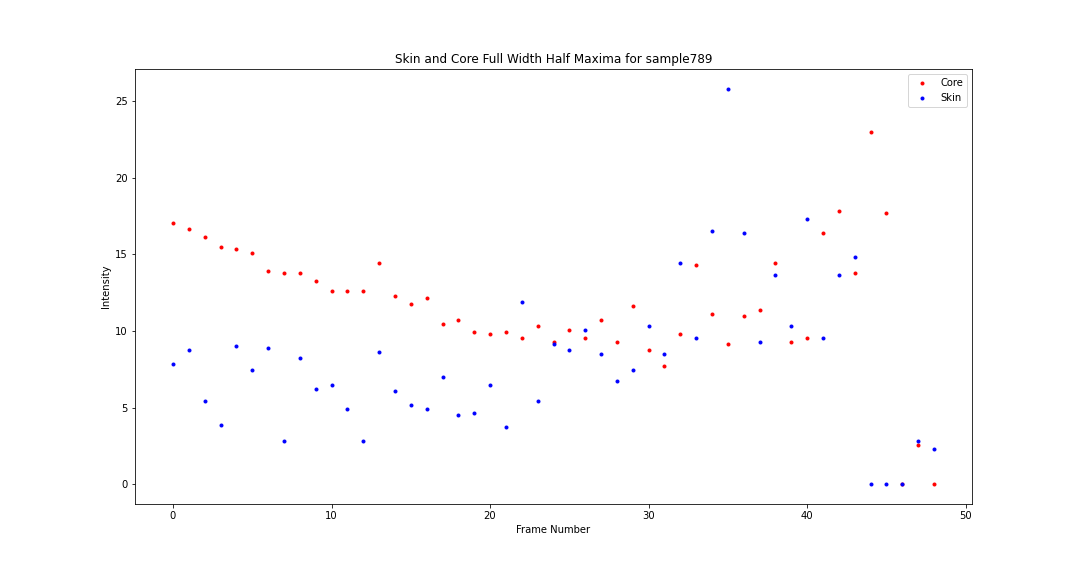 Skin and Core Full Width Half Maxima for sample789
Core
Skin
Intensity
25
20
15
10
5
0
0 10 20 30 40 50
Frame Number